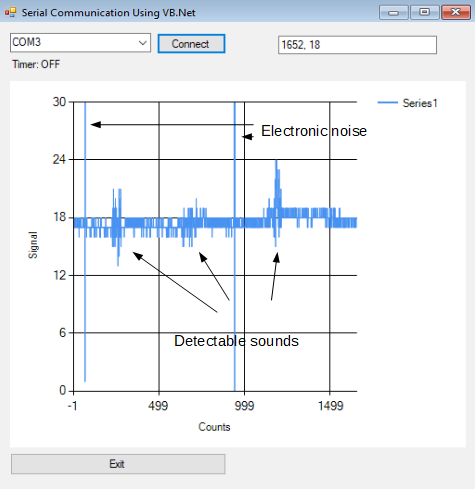 Serial Communication Using VB.Net
COM3
Connect
1652, 18
Timer: OFF
30
Series1
Electronic noise
24
18
Signal
12
6
Detectable sounds
0
-1
499
999
1499
Counts
Exit